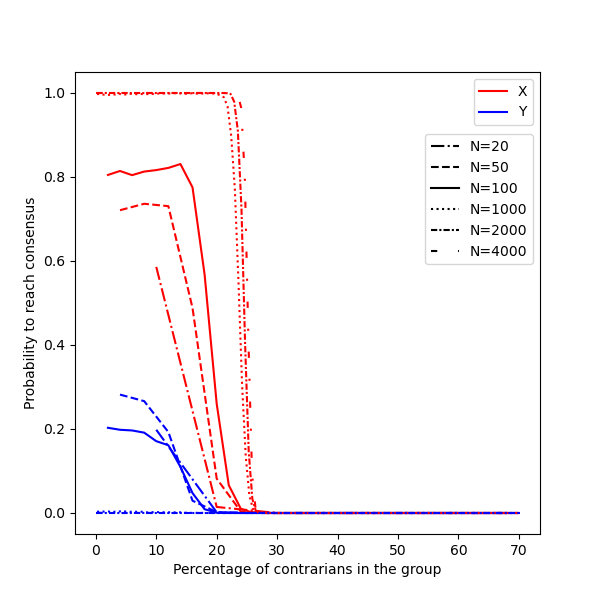 X
Y
N=20
N=50
N=100
N=1000
N=2000
N=4000
1.0
0.8
0.6
0.4
0.2
0.0
Probability to reach consensus
0 10 20 30 40 50 60 70
Percentage of contrarians in the group